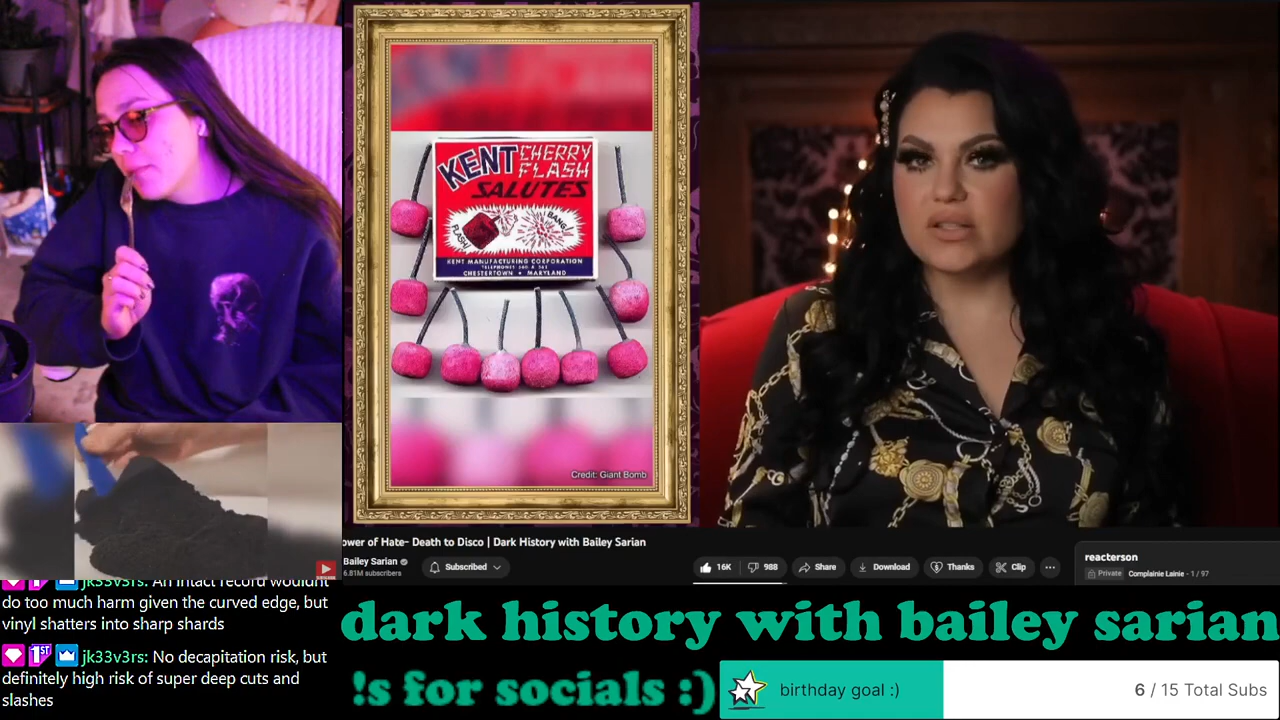 KENT CHERRY
FLASH
SALUTES
FLASH
BANG!
KENT MANUFACTURING CORPORATION
TELEPHONES 360 & 361
CHESTERTOWN • MARYLAND
Credit: Giant Bomb
ower of Hate- Death to Disco | Dark History with Bailey Sarian
Bailey Sarian
6.81M subscribers
Subscribed
16K
988
Share
Download
Thanks
Clip
reacterson
Private Complainie Lainie - 1 / 97
jk33v3rs: An intact record wouldn't
do too much harm given the curved edge, but
vinyl shatters into sharp shards
jk33v3rs: No decapitation risk, but
definitely high risk of super deep cuts and
slashes
dark history with bailey sarian
!s for socials :)
birthday goal :)
6 / 15 Total Subs